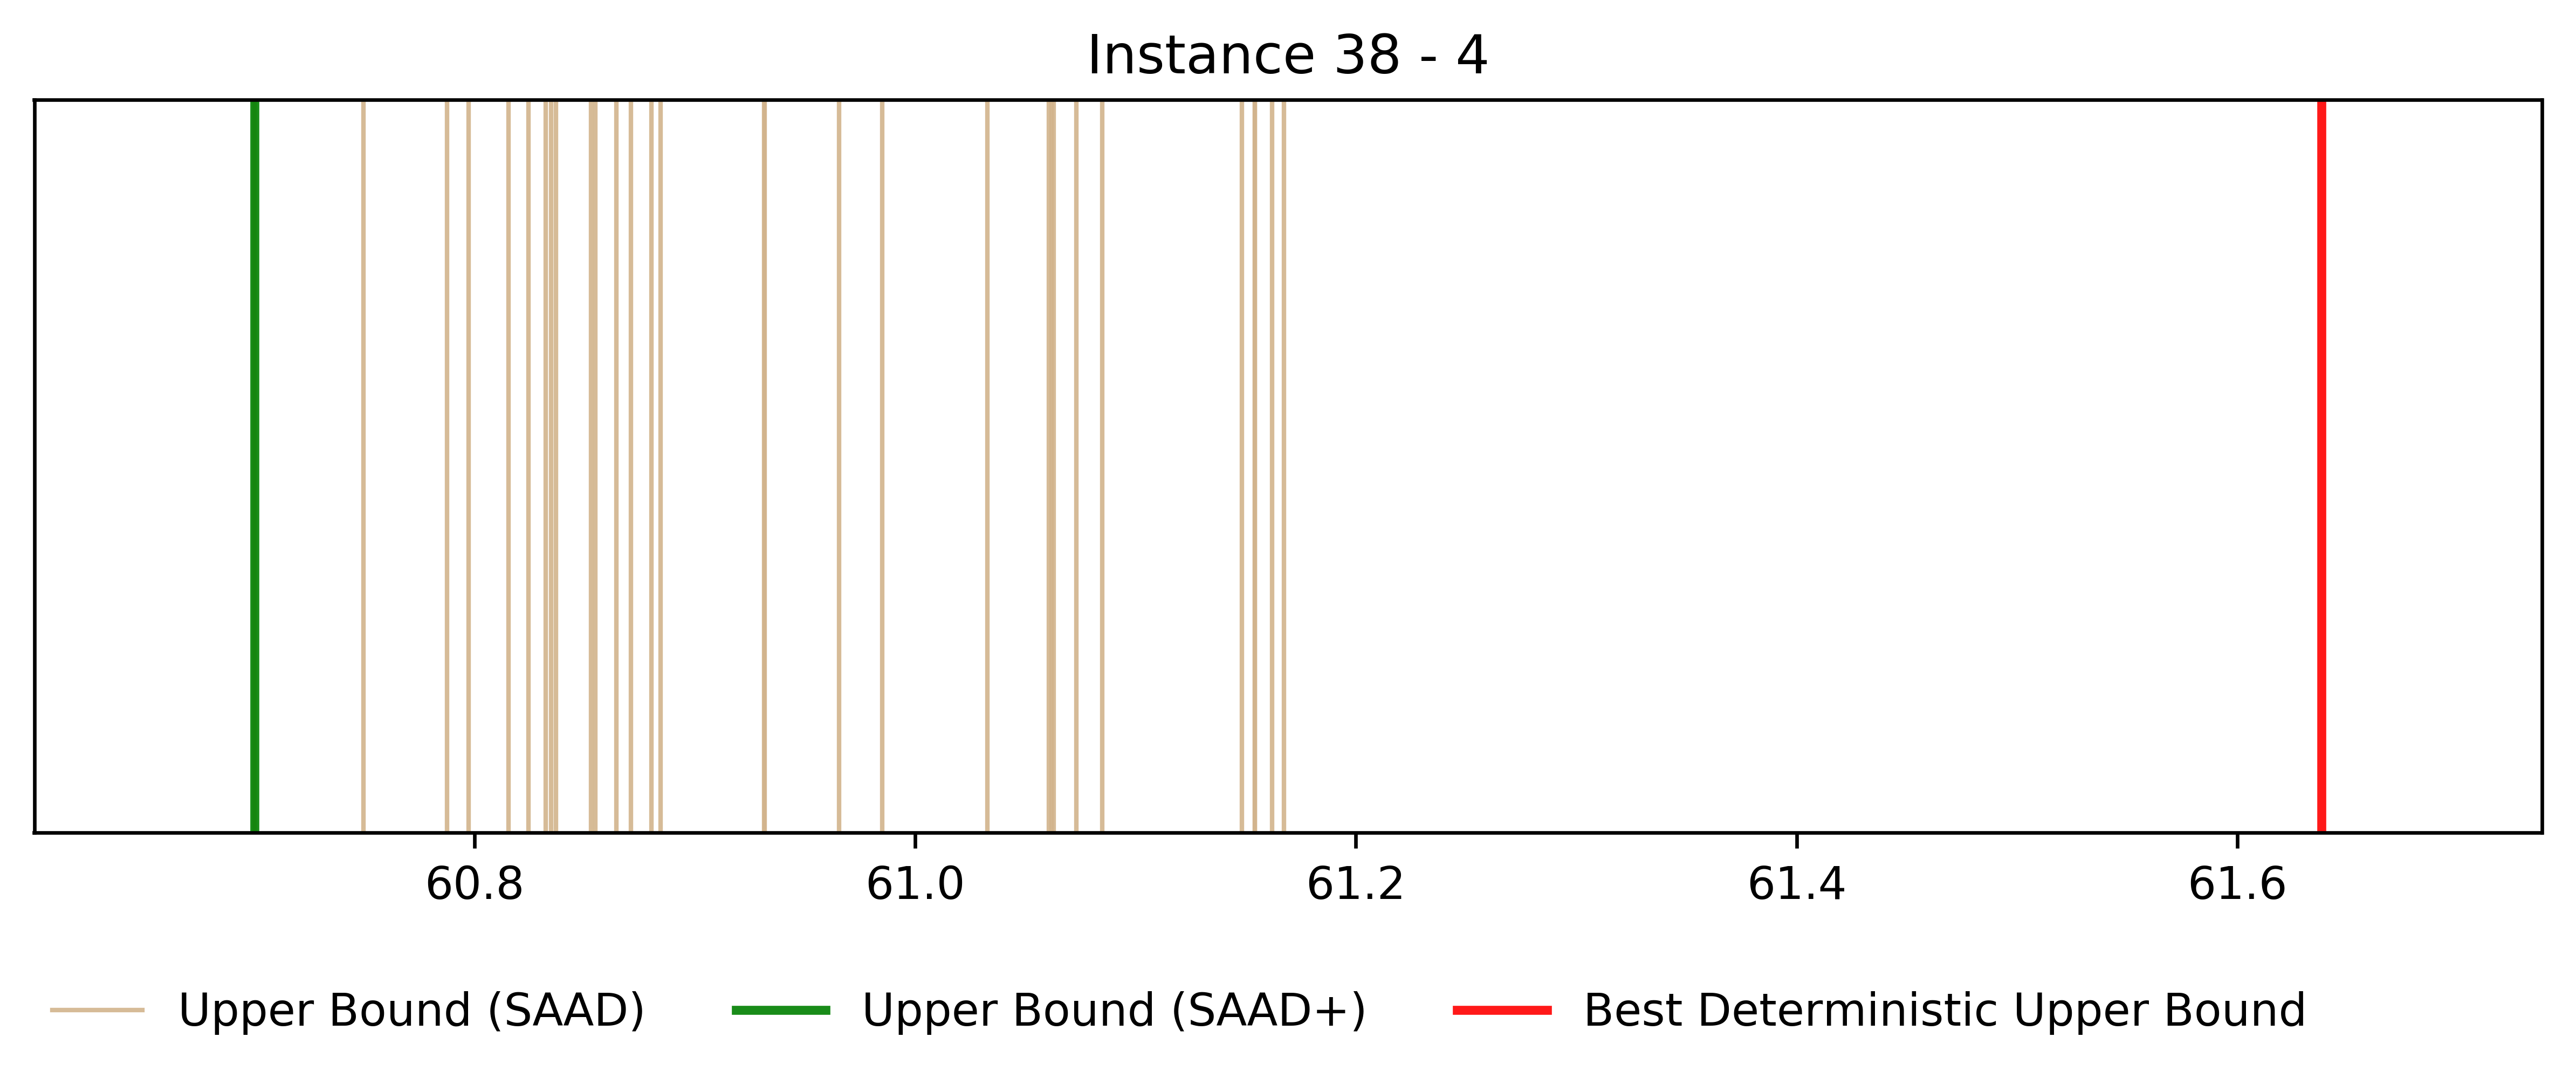 Instance 38 - 4
60.8 61.0 61.2 61.4 61.6
Upper Bound (SAAD) Upper Bound (SAAD+) Best Deterministic Upper Bound